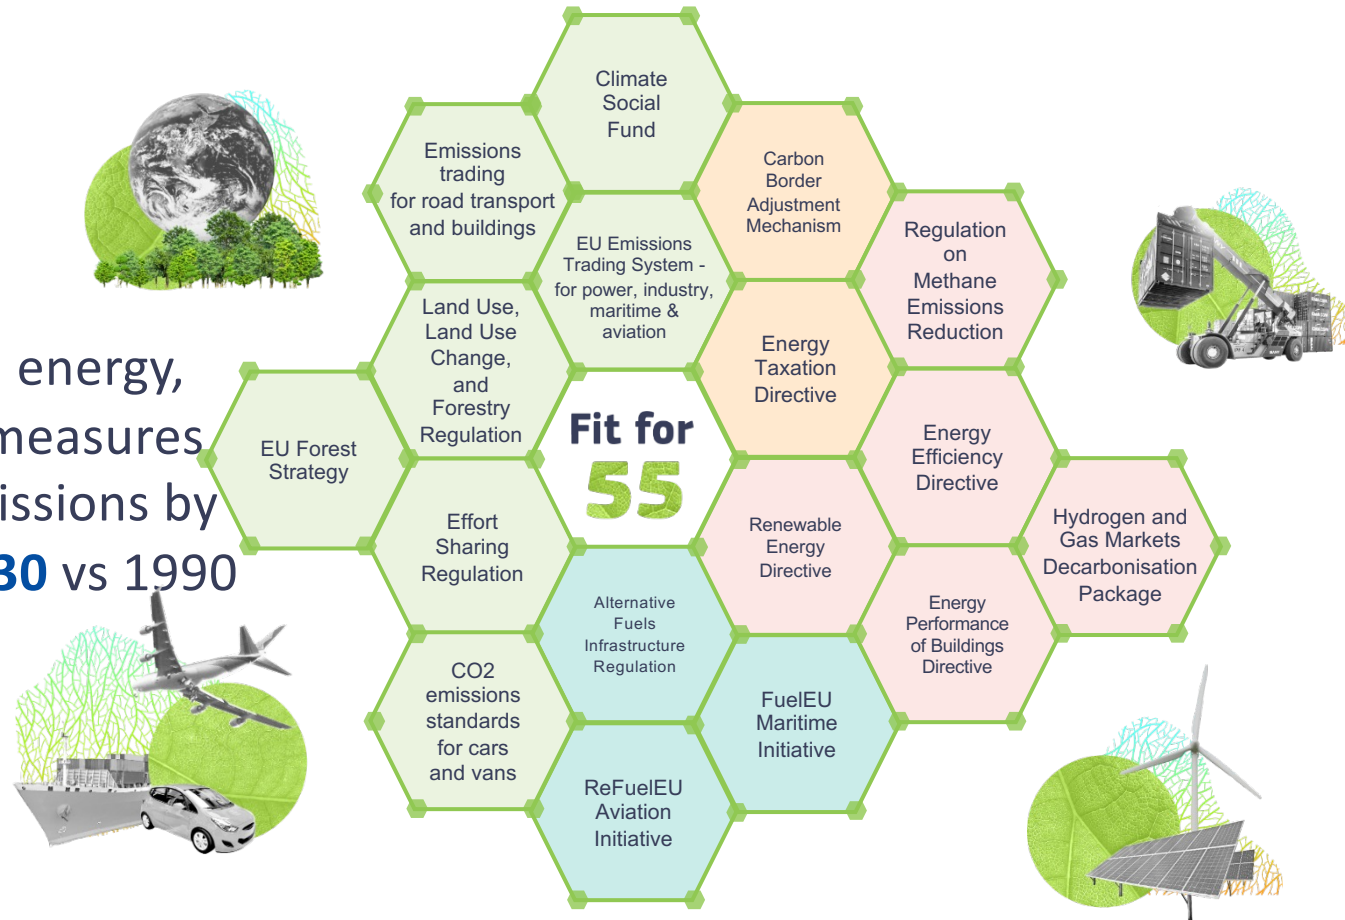 Climate
Social
Fund
Emissions
trading
for road transport
and buildings
Carbon
Border
Adjustment
Mechanism
EU Emissions
Trading System -
for power, industry,
maritime &
aviation
Regulation
on
Methane
Emissions
Reduction
Land Use,
Land Use
Change,
and
Forestry
Regulation
Energy
Taxation
Directive
energy,
measures
issions by
30 vs 1990
EU Forest
Strategy
Fit for
55
Energy
Efficiency
Directive
Effort
Sharing
Regulation
Renewable
Energy
Directive
Hydrogen and
Gas Markets
Decarbonisation
Package
Alternative
Fuels
Infrastructure
Regulation
Energy
Performance
of Buildings
Directive
CO2
emissions
standards
for cars
and vans
FuelEU
Maritime
Initiative
ReFuelEU
Aviation
Initiative